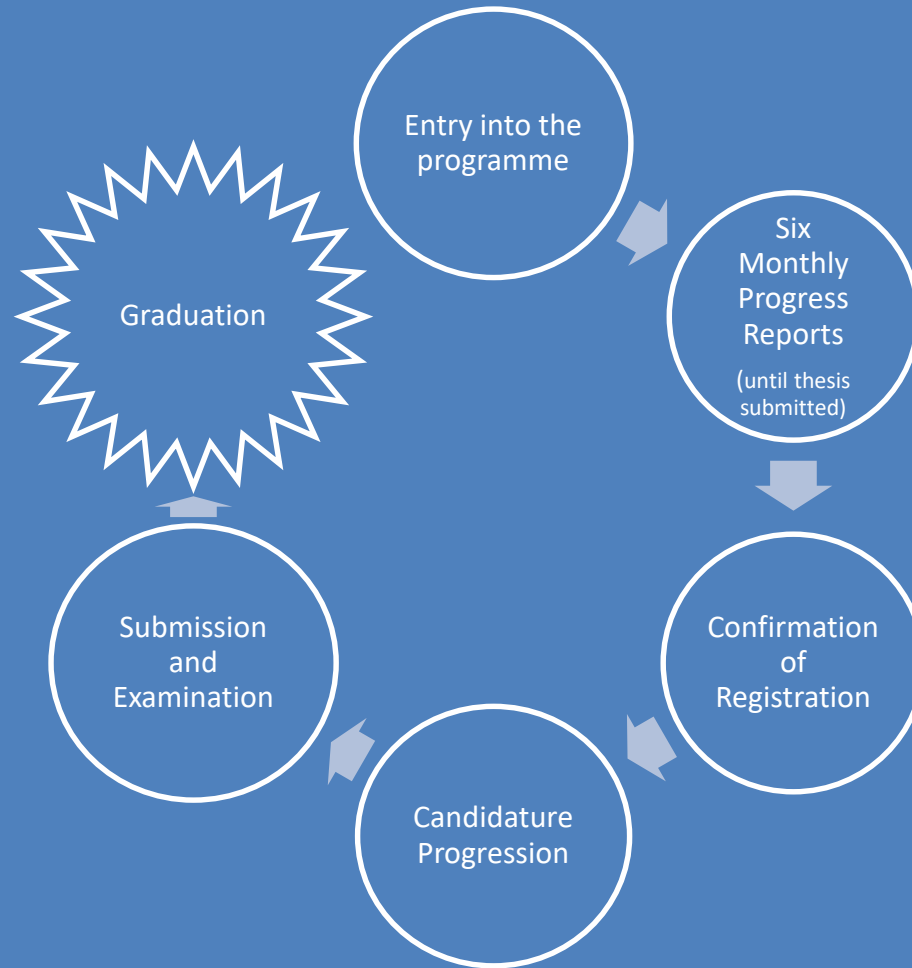 Entry into the
programme
Six
Monthly
Progress
Reports
(until thesis
submitted)
Confirmation
of
Registration
Candidature
Progression
Submission
and
Examination
Graduation